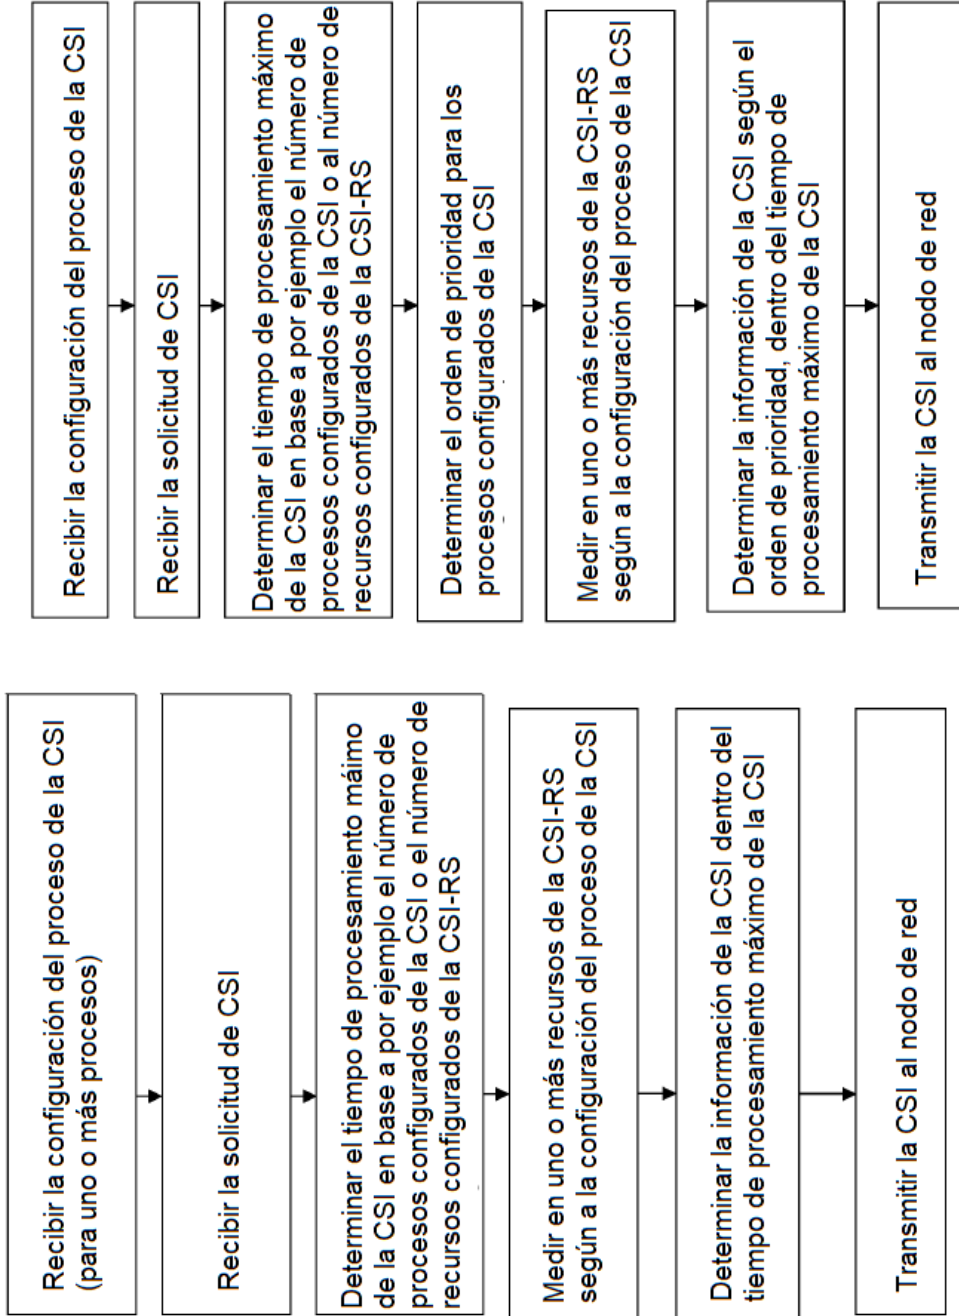 Recibir la configuración del proceso de la CSI
(para uno o más procesos)
Recibir la solicitud de CSI
Determinar el tiempo de procesamiento máimo
de la CSI en base a por ejemplo el número de
procesos configurados de la CSI o el número de
recursos configurados de la CSI-RS
Medir en uno o más recursos de la CSI-RS
según a la configuración del proceso de la CSI
Determinar la información de la CSI dentro del
tiempo de procesamiento máximo de la CSI
Transmitir la CSI al nodo de red
Recibir la configuración del proceso de la CSI
Recibir la solicitud de CSI
Determinar el tiempo de procesamiento máximo
de la CSI en base a por ejemplo el número de
procesos configurados de la CSI o al número de
recursos configurados de la CSI-RS
Determinar el orden de prioridad para los
procesos configurados de la CSI
Medir en uno o más recursos de la CSI-RS
según a la configuración del proceso de la CSI
Determinar la información de la CSI según el
orden de prioridad, dentro del tiempo de
procesamiento máximo de la CSI
Transmitir la CSI al nodo de red